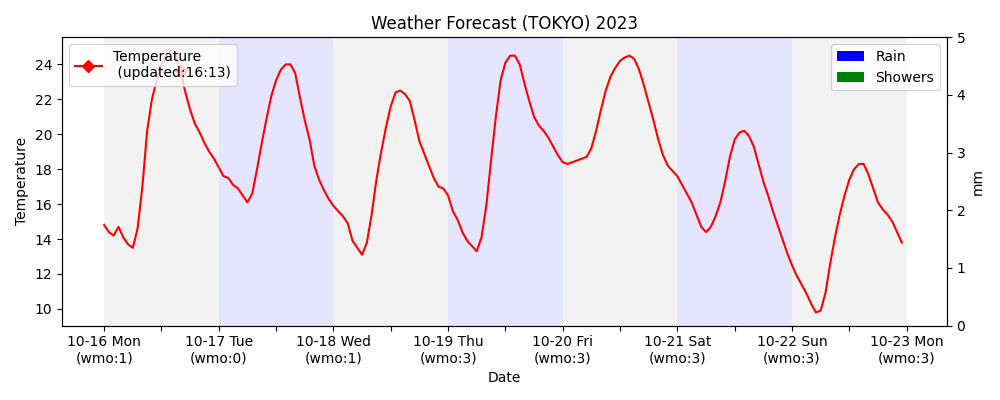 Weather Forecast (TOKYO) 2023
Temperature
(updated:16:13)
Rain
Showers
Temperature
24
22
20
18
16
14
12
10
5
4
3
2
1
0
mm
10-16 Mon
(wmo:1)
10-17 Tue
(wmo:0)
10-18 Wed
(wmo:1)
10-19 Thu
(wmo:3)
10-20 Fri
(wmo:3)
10-21 Sat
(wmo:3)
10-22 Sun
(wmo:3)
10-23 Mon
(wmo:3)
Date